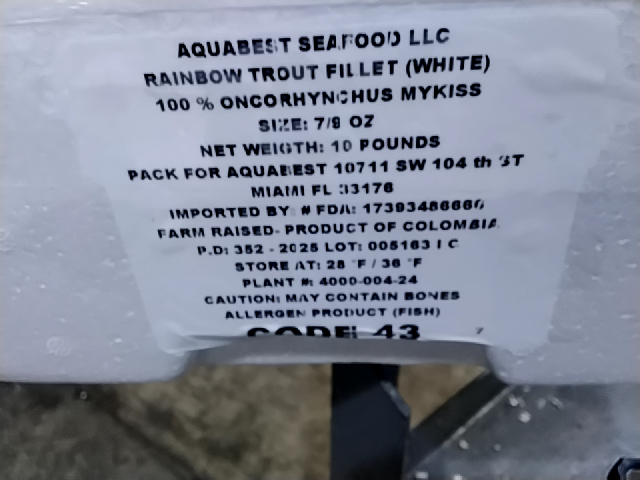 AQUABEST SEAFOOD LLC
RAINBOW TROUT FILLET (WHITE)
100 % ONCORHYNCHUS MYKISS
SIZE: 7/9 OZ
NET WEIGTH: 10 POUNDS
PACK FOR AQUABEST 10711 SW 104 th ST
MIAMI FL 33176
IMPORTED BY: # FDA: 17393486660
FARM RAISED- PRODUCT OF COLOMBIA
P.D: 352 - 2025 LOT: 005163 I C
STORE AT: 28 °F / 36 °F
PLANT #: 4000-004-24
CAUTION: MAY CONTAIN BONES
ALLERGEN PRODUCT (FISH)
CODE: 43